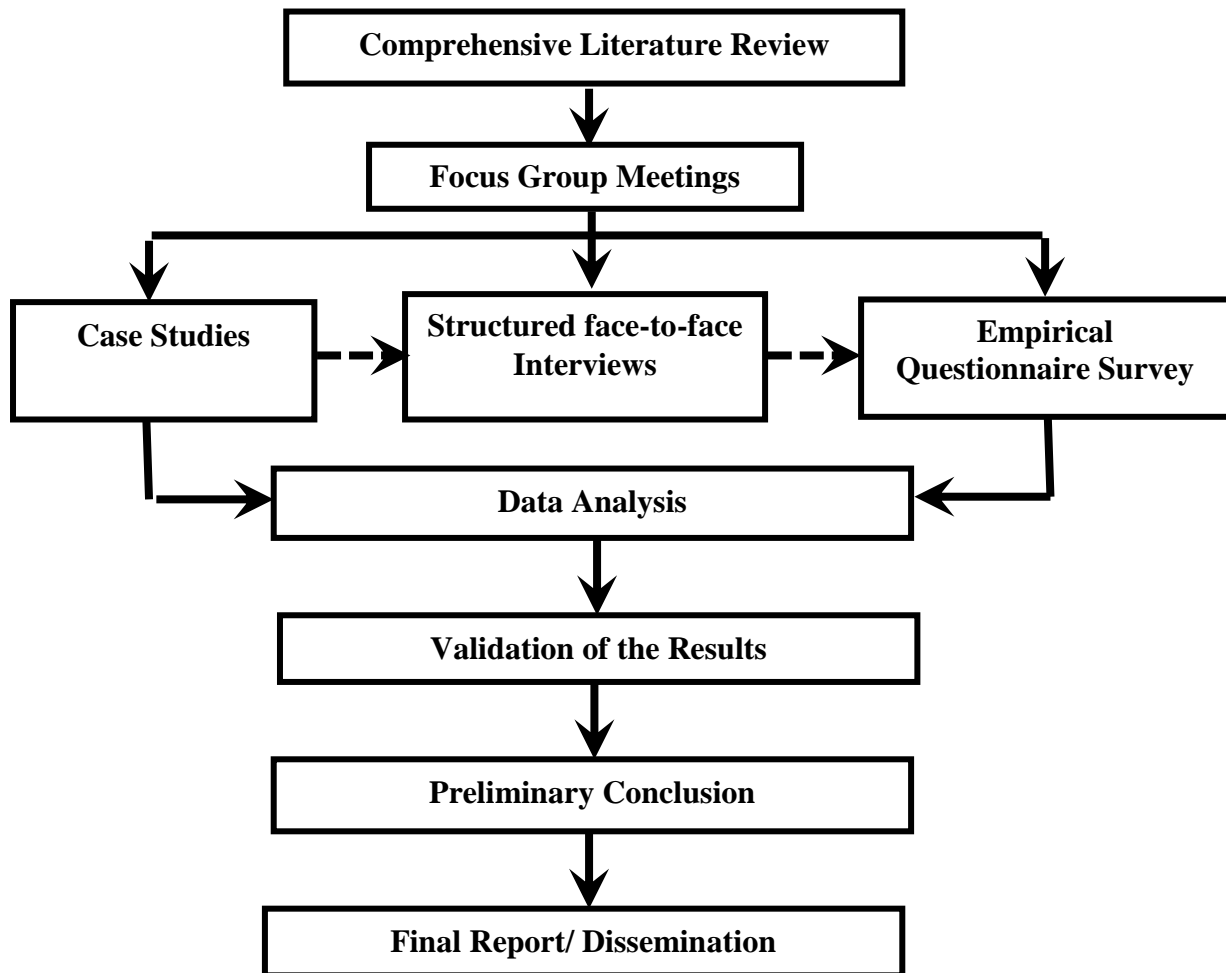 Comprehensive Literature Review
Focus Group Meetings
Case Studies
Structured face-to-face
Interviews
Empirical
Questionnaire Survey
Data Analysis
Validation of the Results
Preliminary Conclusion
Final Report/ Dissemination